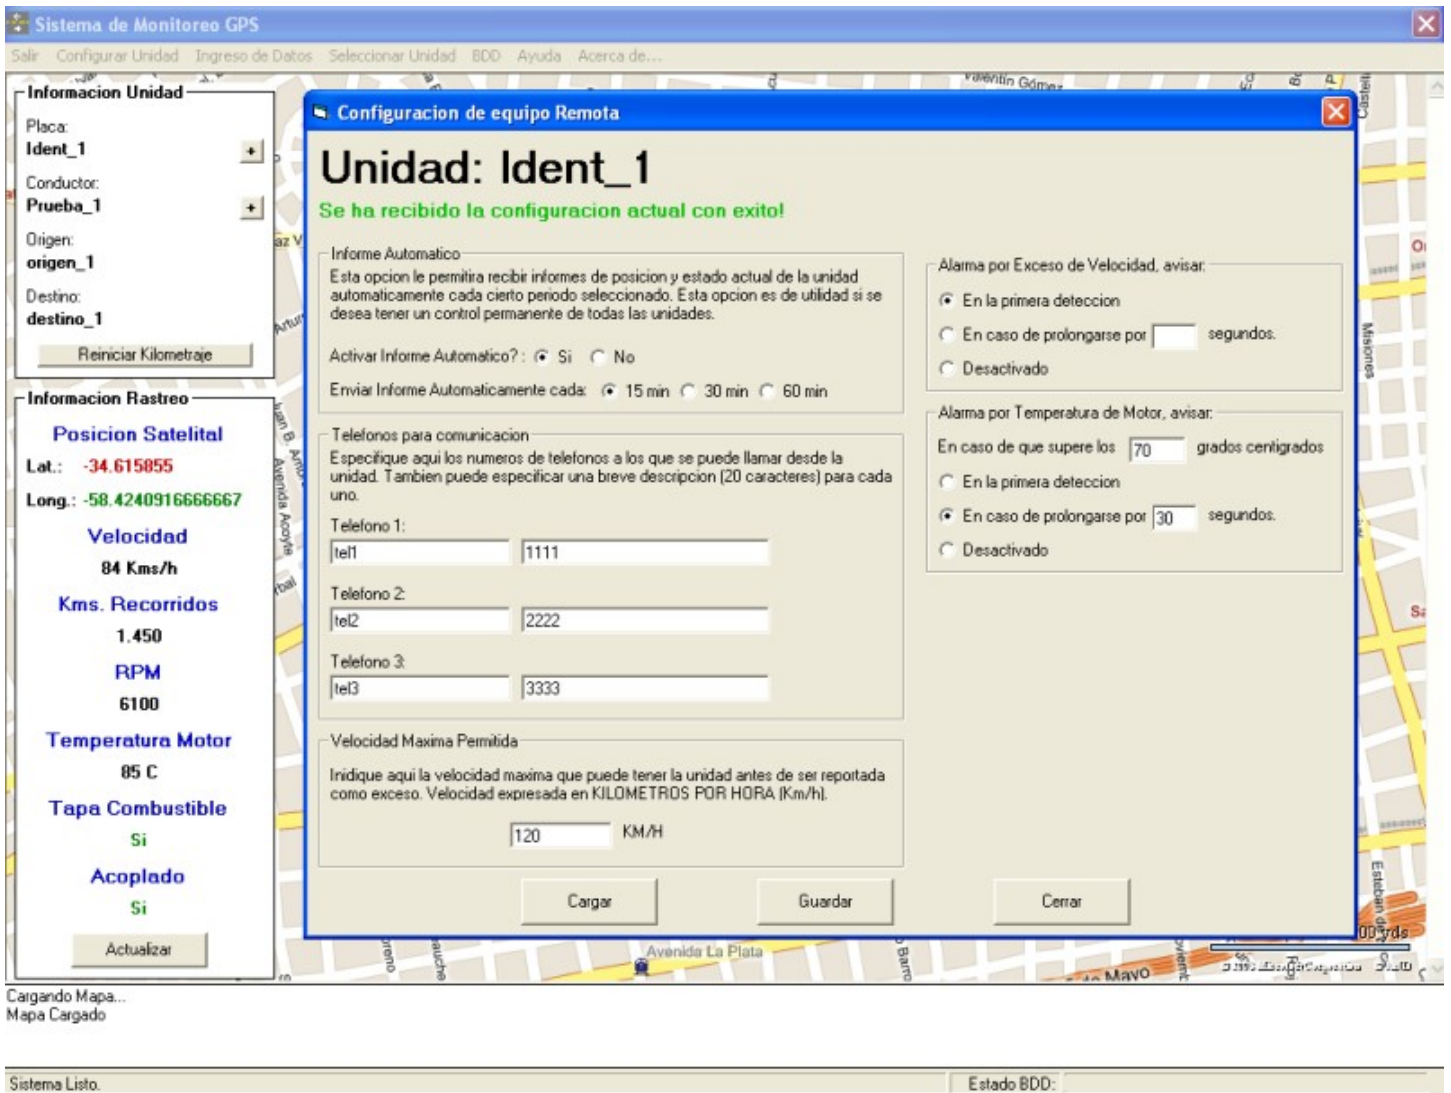 Sistema de Monitoreo GPS
Salir Configurar Unidad Ingreso de Datos Seleccionar Unidad BDD Ayuda Acerca de...
Informacion Unidad
Placa:
Ident_1
+
Conductor:
Prueba_1
+
Origen:
origen_1
Destino:
destino_1
Reiniciar Kilometraje
Informacion Rastreo
Posicion Satelital
Lat.: -34.615855
Long.: -58.4240916666667
Velocidad
84 Kms/h
Kms. Recorridos
1.450
RPM
6100
Temperatura Motor
85 C
Tapa Combustible
Si
Acoplado
Si
Actualizar
Valentín Gómez
Configuracion de equipo Remota
Unidad: Ident_1
Se ha recibido la configuracion actual con exito!
Informe Automatico
Esta opcion le permitira recibir informes de posicion y estado actual de la unidad
automaticamente cada cierto periodo seleccionado. Esta opcion es de utilidad si se
desea tener un control permanente de todas las unidades.
Activar Informe Automatico? : Si No
Enviar Informe Automaticamente cada: 15 min 30 min 60 min
Telefonos para comunicacion
Especifique aqui los numeros de telefonos a los que se puede llamar desde la
unidad. Tambien puede especificar una breve descripcion (20 caracteres) para cada
uno.
Telefono 1:
tel1 1111
Telefono 2:
tel2 2222
Telefono 3:
tel3 3333
Velocidad Maxima Permitida
Inidique aqui la velocidad maxima que puede tener la unidad antes de ser reportada
como exceso. Velocidad expresada en KILOMETROS POR HORA (Km/h).
120 KM/H
Alarma por Exceso de Velocidad, avisar:
En la primera deteccion
En caso de prolongarse por segundos.
Desactivado
Alarma por Temperatura de Motor, avisar:
En caso de que supere los 70 grados centigrados
En la primera deteccion
En caso de prolongarse por 30 segundos.
Desactivado
Cargar Guardar Cerrar
Misiones
Avenida Acoyte
Avenida La Plata
de Mayo
Cargando Mapa...
Mapa Cargado
Sistema Listo.
Estado BDD: